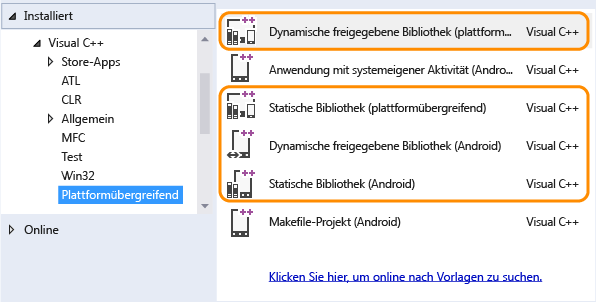 Installiert
Visual C++
Store-Apps
ATL
CLR
Allgemein
MFC
Test
Win32
Plattformübergreifend
Online
Dynamische freigegebene Bibliothek (plattform... Visual C++
Anwendung mit systemeigener Aktivität (Andro... Visual C++
Statische Bibliothek (plattformübergreifend) Visual C++
Dynamische freigegebene Bibliothek (Android) Visual C++
Statische Bibliothek (Android) Visual C++
Makefile-Projekt (Android) Visual C++
Klicken Sie hier, um online nach Vorlagen zu suchen.